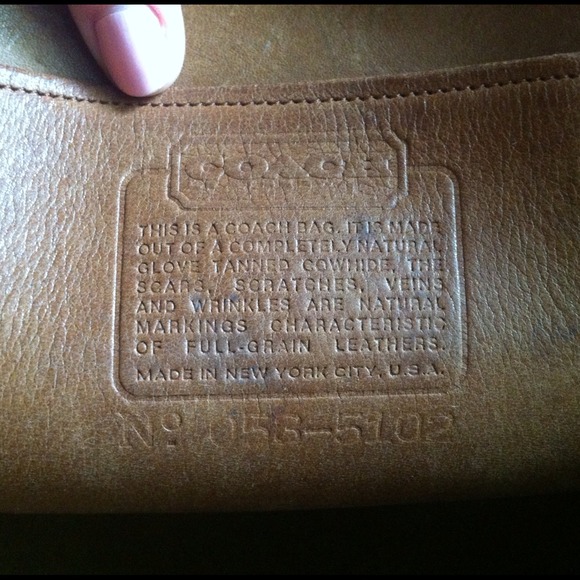 COACH
THIS IS A COACH BAG. IT IS MADE
OUT OF A COMPLETELY NATURAL
GLOVE TANNED COWHIDE, THE
SCARS, SCRATCHES, VEINS
AND WRINKLES ARE NATURAL
MARKINGS CHARACTERISTIC
OF FULL-GRAIN LEATHERS.
MADE IN NEW YORK CITY, U.S.A.
Nº 053-5102